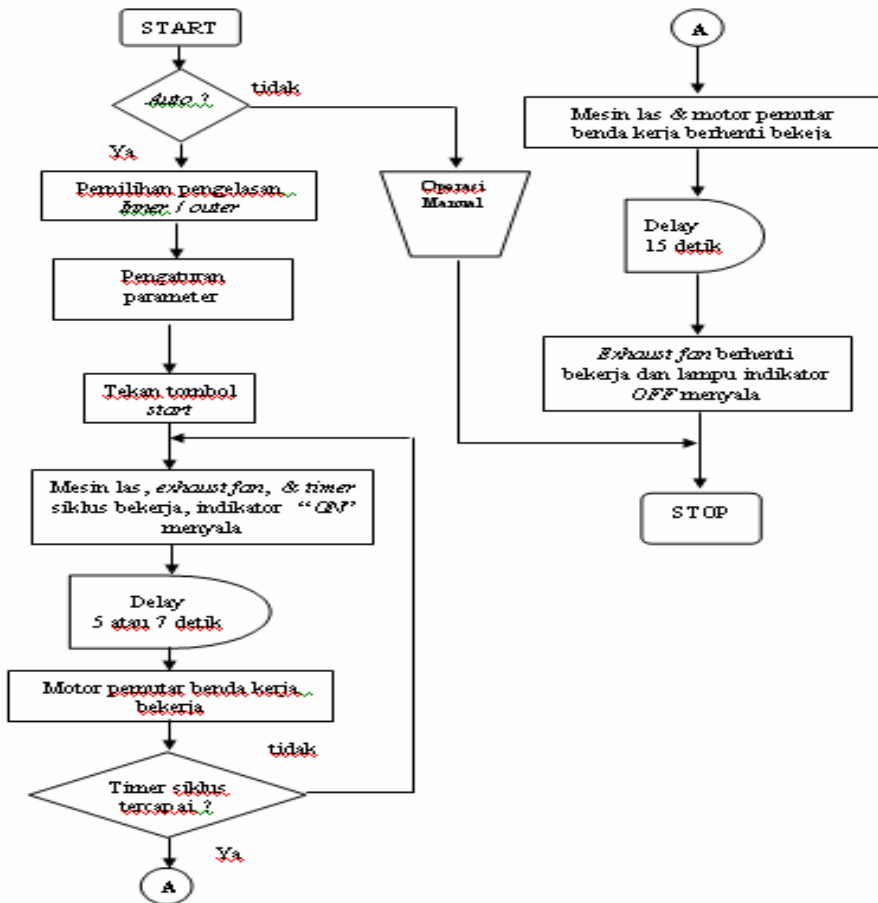 START
Auto ?
tidak
Ya
Pemilihan pengelasan
Inner / outer
Operasi
Manual
Pengaturan
parameter
Tekan tombol
start
Mesin las, exhaust fan, & timer
siklus bekerja, indikator “ON”
menyala
Delay
5 atau 7 detik
Motor pemutar benda kerja
bekerja
tidak
Timer siklus
tercapai ?
Ya
A
A
Mesin las & motor pemutar
benda kerja berhenti bekeja
Delay
15 detik
Exhaust fan berhenti
bekerja dan lampu indikator
OFF menyala
STOP